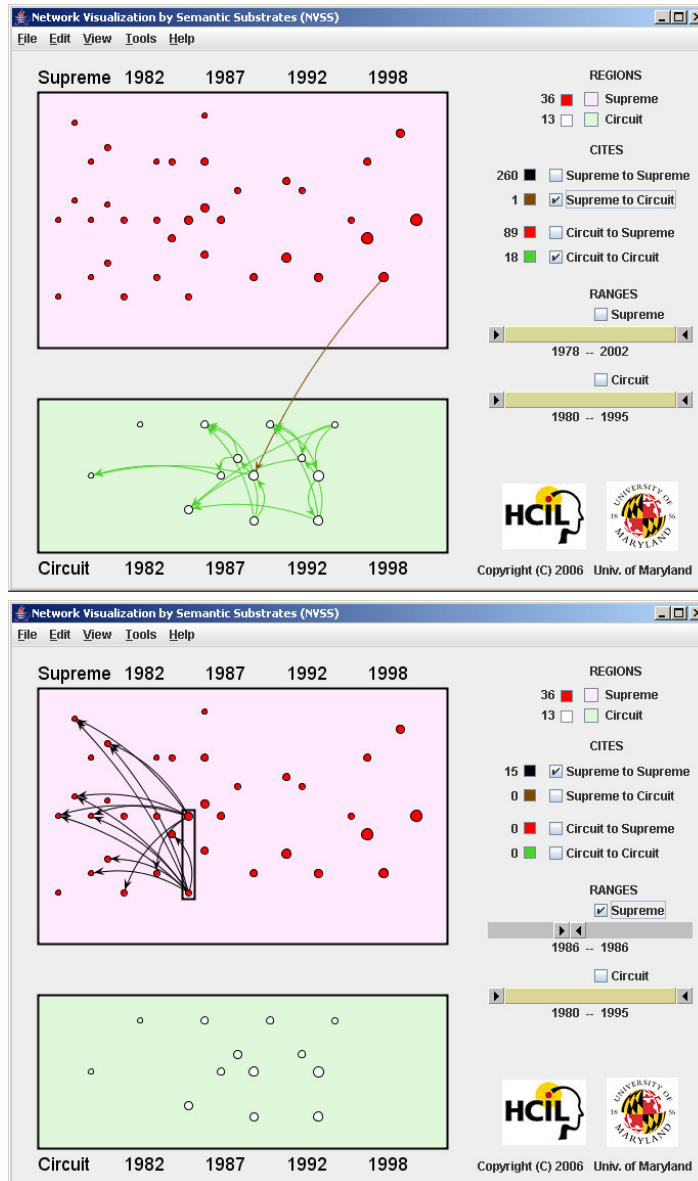 Network Visualization by Semantic Substrates (NVSS)
File Edit View Tools Help
Supreme 1982 1987 1992 1998
REGIONS
36 Supreme
13 Circuit
CITES
260 Supreme to Supreme
1 Supreme to Circuit
89 Circuit to Supreme
18 Circuit to Circuit
RANGES
Supreme
1978 -- 2002
Circuit
1980 -- 1995
HCIL
UNIVERSITY OF
18 56
MARYLAND
Circuit 1982 1987 1992 1998
Copyright (C) 2006 Univ. of Maryland
Network Visualization by Semantic Substrates (NVSS)
File Edit View Tools Help
Supreme 1982 1987 1992 1998
REGIONS
36 Supreme
13 Circuit
CITES
15 Supreme to Supreme
0 Supreme to Circuit
0 Circuit to Supreme
0 Circuit to Circuit
RANGES
Supreme
1986 -- 1986
Circuit
1980 -- 1995
HCIL
UNIVERSITY OF
18 56
MARYLAND
Circuit 1982 1987 1992 1998
Copyright (C) 2006 Univ. of Maryland